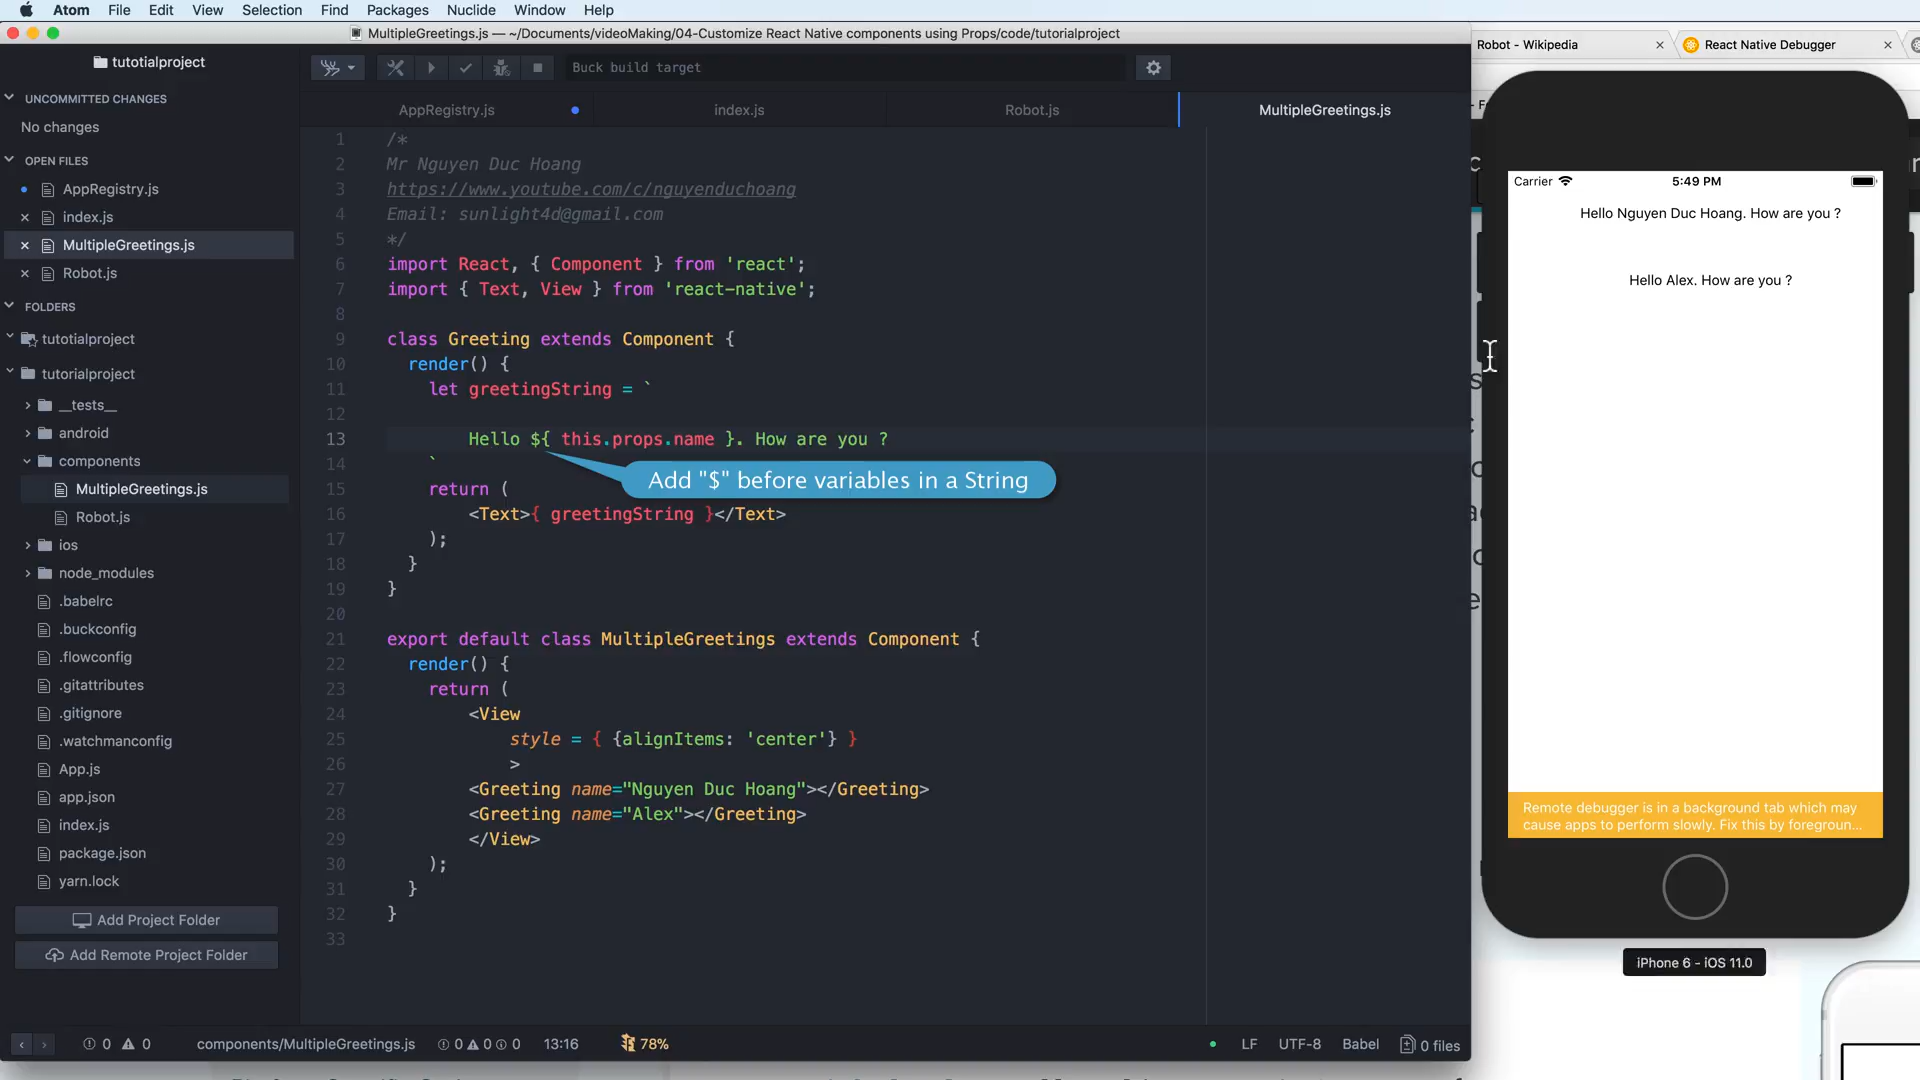 Atom File Edit View Selection Find Packages Nuclide Window Help
MultipleGreetings.js — ~/Documents/videoMaking/04-Customize React Native components using Props/code/tutorialproject
tutotialproject
UNCOMMITTED CHANGES
No changes
OPEN FILES
AppRegistry.js
index.js
MultipleGreetings.js
Robot.js
FOLDERS
tutotialproject
tutorialproject
__tests__
android
components
MultipleGreetings.js
Robot.js
ios
node_modules
.babelrc
.buckconfig
.flowconfig
.gitattributes
.gitignore
.watchmanconfig
App.js
app.json
index.js
package.json
yarn.lock
Add Project Folder
Add Remote Project Folder
Buck build target
AppRegistry.js index.js Robot.js MultipleGreetings.js
1 /*
2 Mr Nguyen Duc Hoang
3 https://www.youtube.com/c/nguyenduchoang
4 Email: sunlight4d@gmail.com
5 */
6 import React, { Component } from 'react';
7 import { Text, View } from 'react-native';
8
9 class Greeting extends Component {
10 render() {
11 let greetingString = `
12
13 Hello ${ this.props.name }. How are you ?
14 `
Add "$" before variables in a String
15 return (
16 <Text>{ greetingString }</Text>
17 );
18 }
19 }
20
21 export default class MultipleGreetings extends Component {
22 render() {
23 return (
24 <View
25 style = { {alignItems: 'center'} }
26 >
27 <Greeting name="Nguyen Duc Hoang"></Greeting>
28 <Greeting name="Alex"></Greeting>
29 </View>
30 );
31 }
32 }
33
0 0 components/MultipleGreetings.js 0 0 0 13:16 78% LF UTF-8 Babel 0 files
Robot - Wikipedia
React Native Debugger
Carrier 5:49 PM
Hello Nguyen Duc Hoang. How are you ?
Hello Alex. How are you ?
Remote debugger is in a background tab which may
cause apps to perform slowly. Fix this by foregroun...
iPhone 6 - iOS 11.0